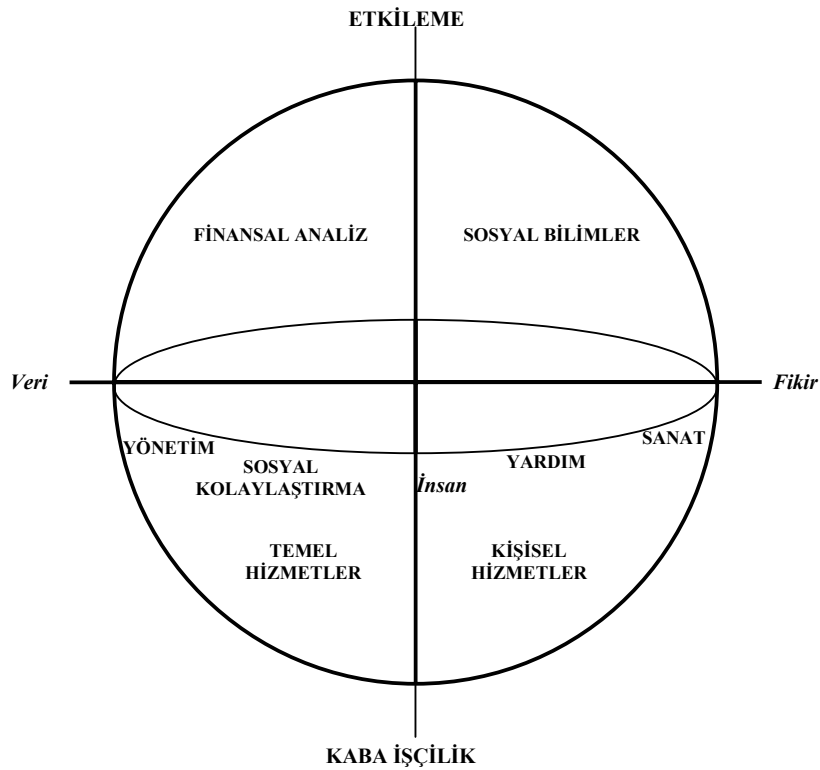 ETKİLEME
FİNANSAL ANALİZ
SOSYAL BİLİMLER
Veri
Fikir
YÖNETİM
SOSYAL
KOLAYLAŞTIRMA
İnsan
YARDIM
SANAT
TEMEL
HİZMETLER
KİŞİSEL
HİZMETLER
KABA İŞÇİLİK